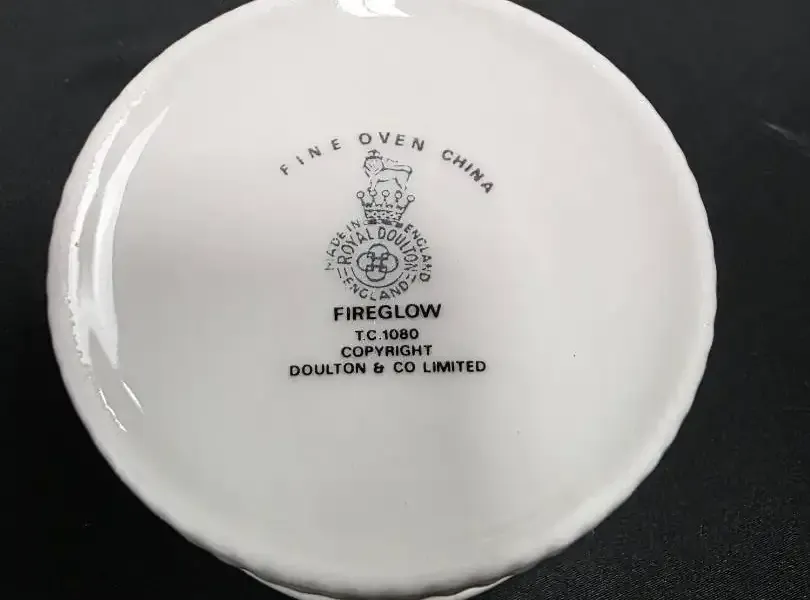 FINE OVEN CHINA
MADE IN ENGLAND
ROYAL DOULTON
ENGLAND
FIREGLOW
T.C.1080
COPYRIGHT
DOULTON & CO LIMITED